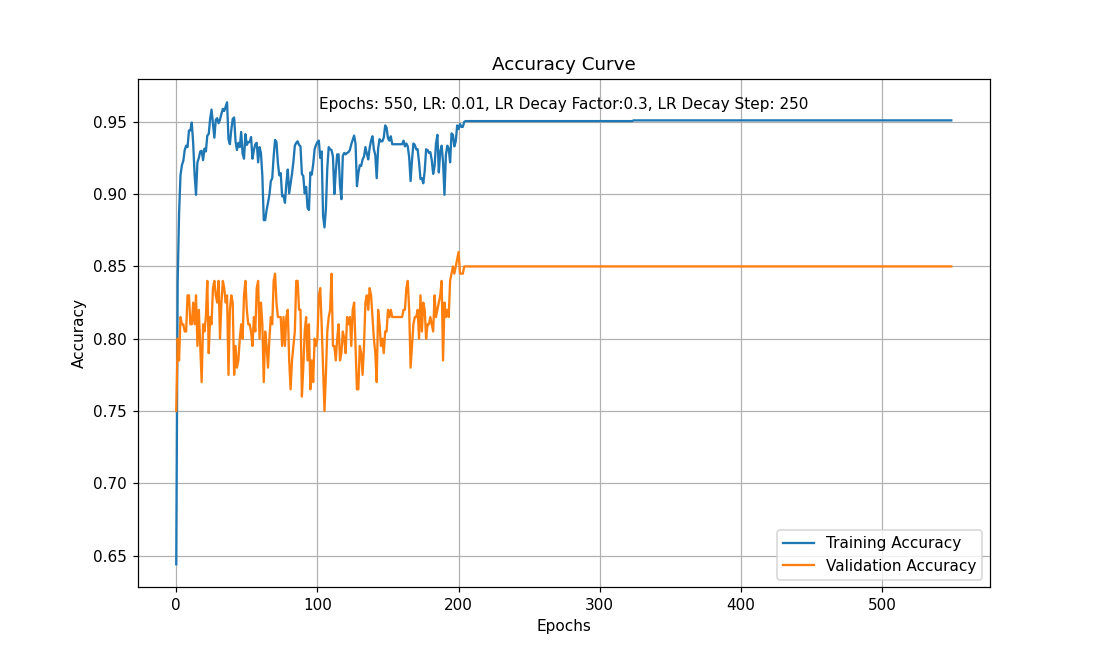 Accuracy Curve
Epochs: 550, LR: 0.01, LR Decay Factor:0.3, LR Decay Step: 250
0.95
0.90
0.85
0.80
0.75
0.70
0.65
Accuracy
Training Accuracy
Validation Accuracy
0 100 200 300 400 500
Epochs